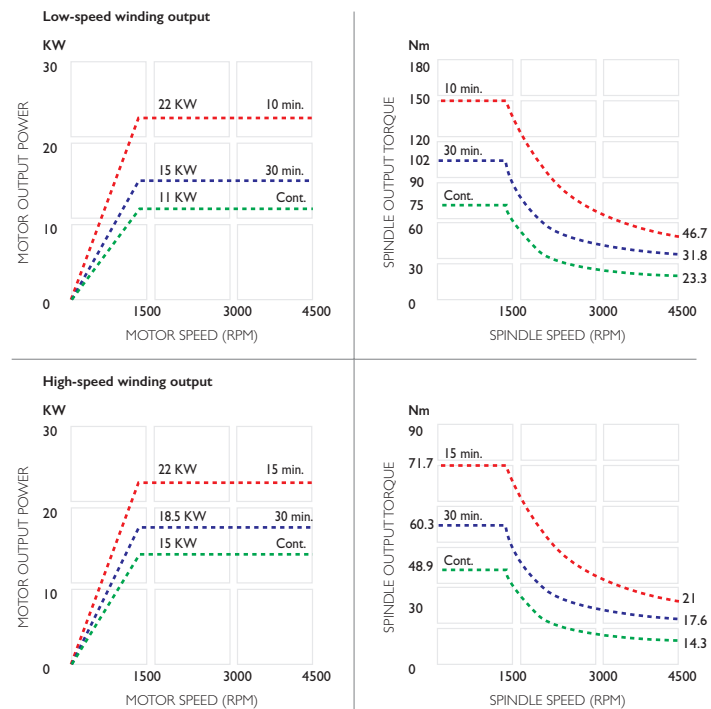 Low-speed winding output
KW
30
22 KW 10 min.
20
15 KW 30 min.
11 KW Cont.
10
0
1500 3000 4500
MOTOR SPEED (RPM)
MOTOR OUTPUT POWER
Nm
180
10 min.
150
120
30 min.
102
90
Cont.
75
60
46.7
31.8
30
23.3
0
1500 3000 4500
SPINDLE SPEED (RPM)
SPINDLE OUTPUT TORQUE
High-speed winding output
KW
30
22 KW 15 min.
20
18.5 KW 30 min.
15 KW Cont.
10
0
1500 3000 4500
MOTOR SPEED (RPM)
MOTOR OUTPUT POWER
Nm
90
15 min.
71.7
30 min.
60.3
Cont.
48.9
30
21
17.6
14.3
0
1500 3000 4500
SPINDLE SPEED (RPM)
SPINDLE OUTPUT TORQUE